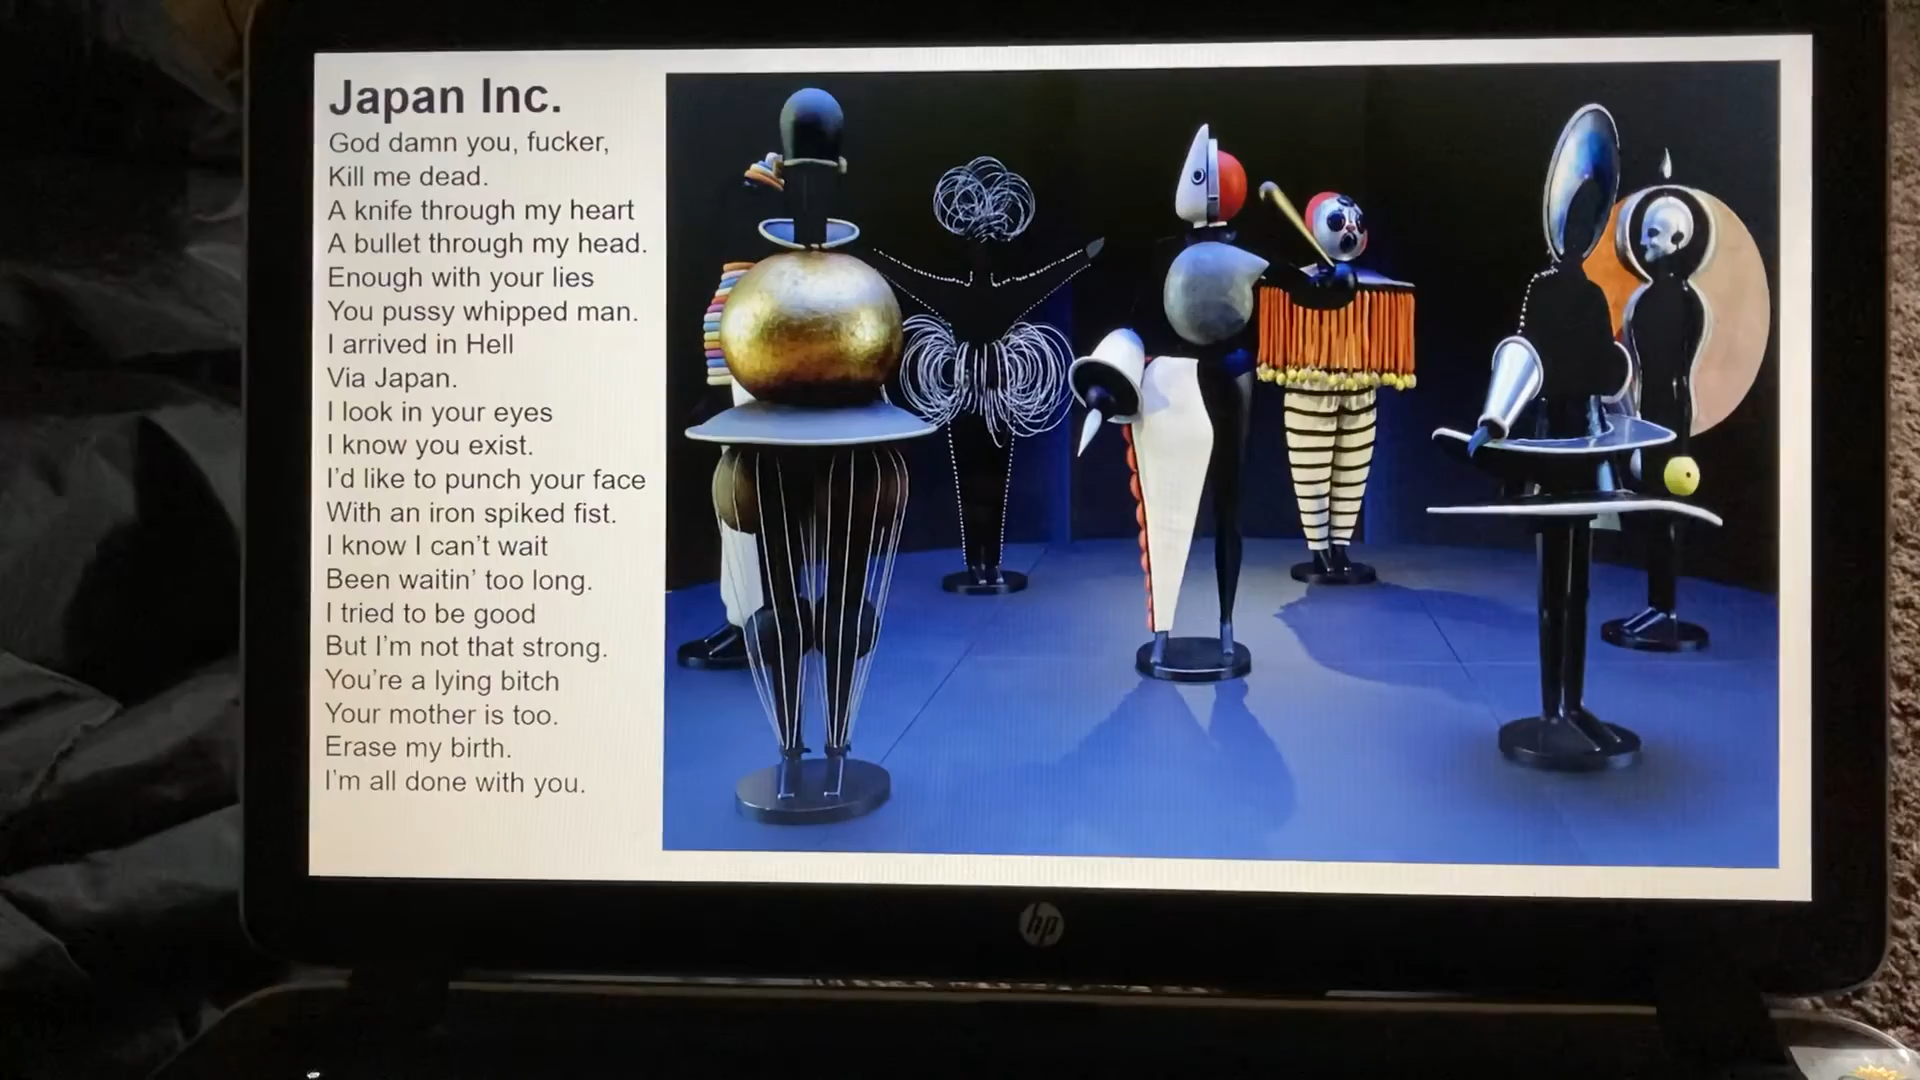 Japan Inc.
God damn you, fucker,
Kill me dead.
A knife through my heart
A bullet through my head.
Enough with your lies
You pussy whipped man.
I arrived in Hell
Via Japan.
I look in your eyes
I know you exist.
I'd like to punch your face
With an iron spiked fist.
I know I can't wait
Been waitin' too long.
I tried to be good
But I'm not that strong.
You're a lying bitch
Your mother is too.
Erase my birth.
I'm all done with you.
hp